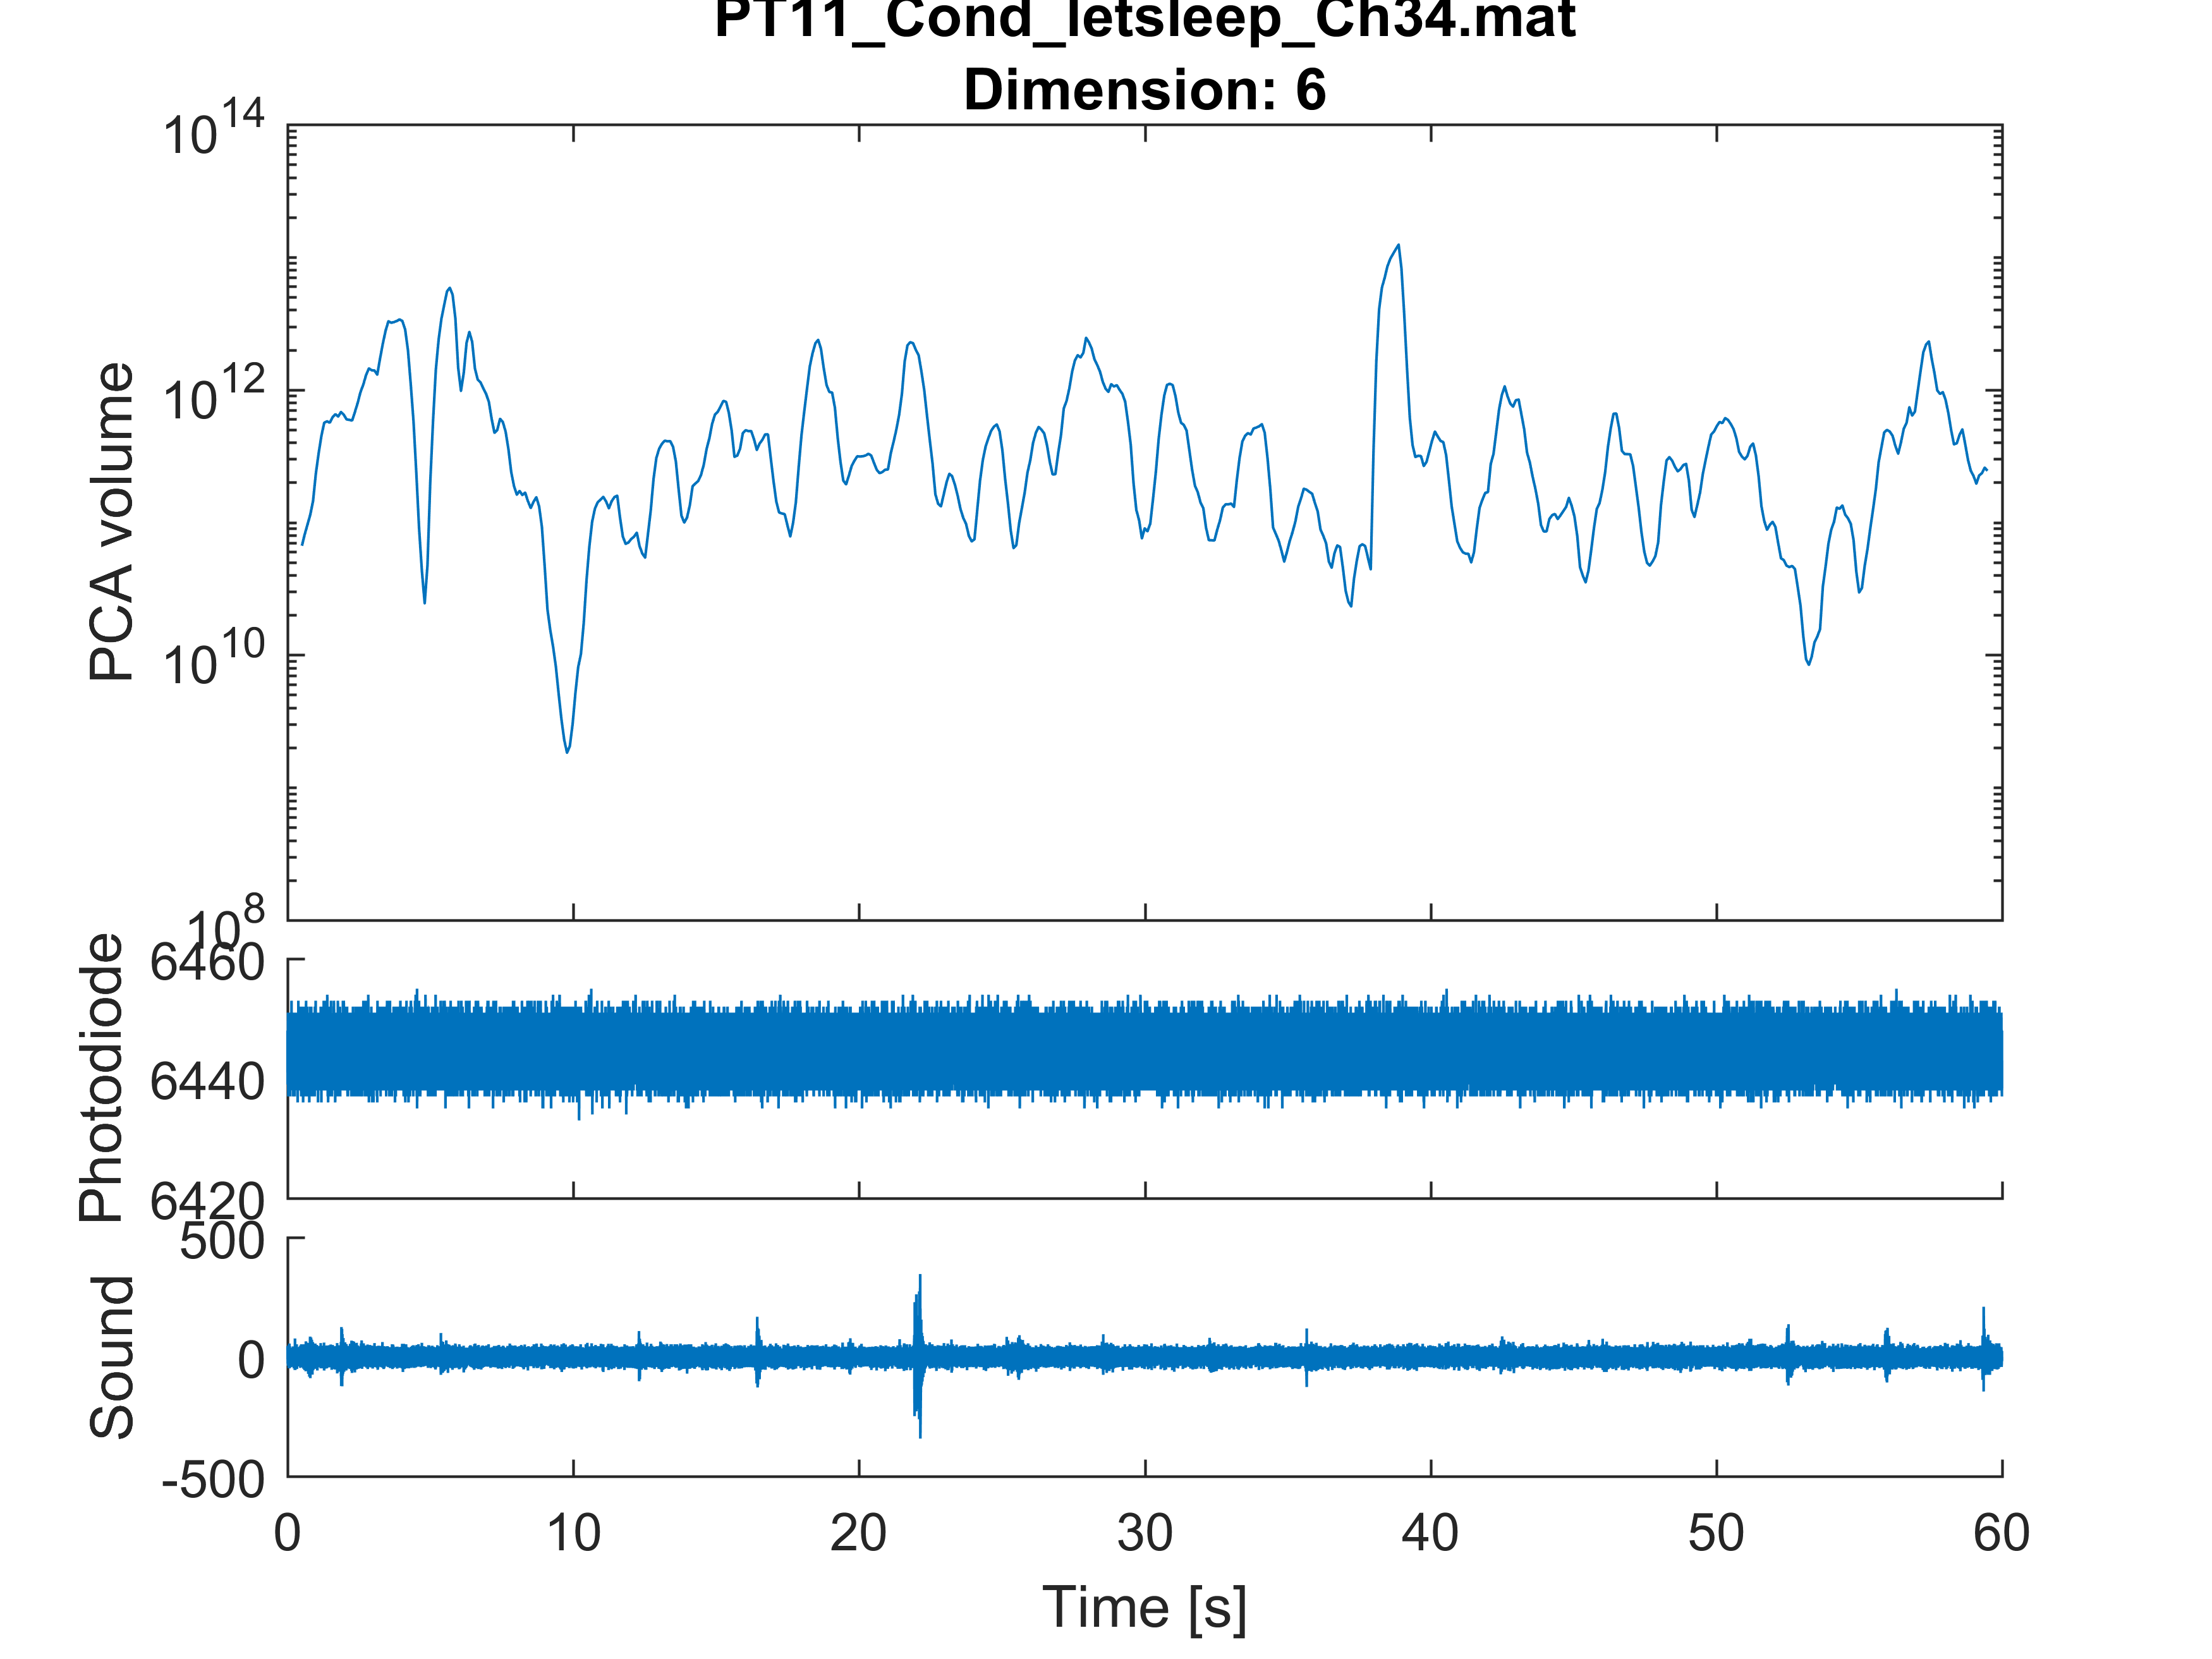 PT11_Cond_letsleep_Ch34.mat
Dimension: 6
10^14
10^12
10^10
10^8
PCA volume
6460
6440
6420
Photodiode
500
0
-500
Sound
0 10 20 30 40 50 60
Time [s]